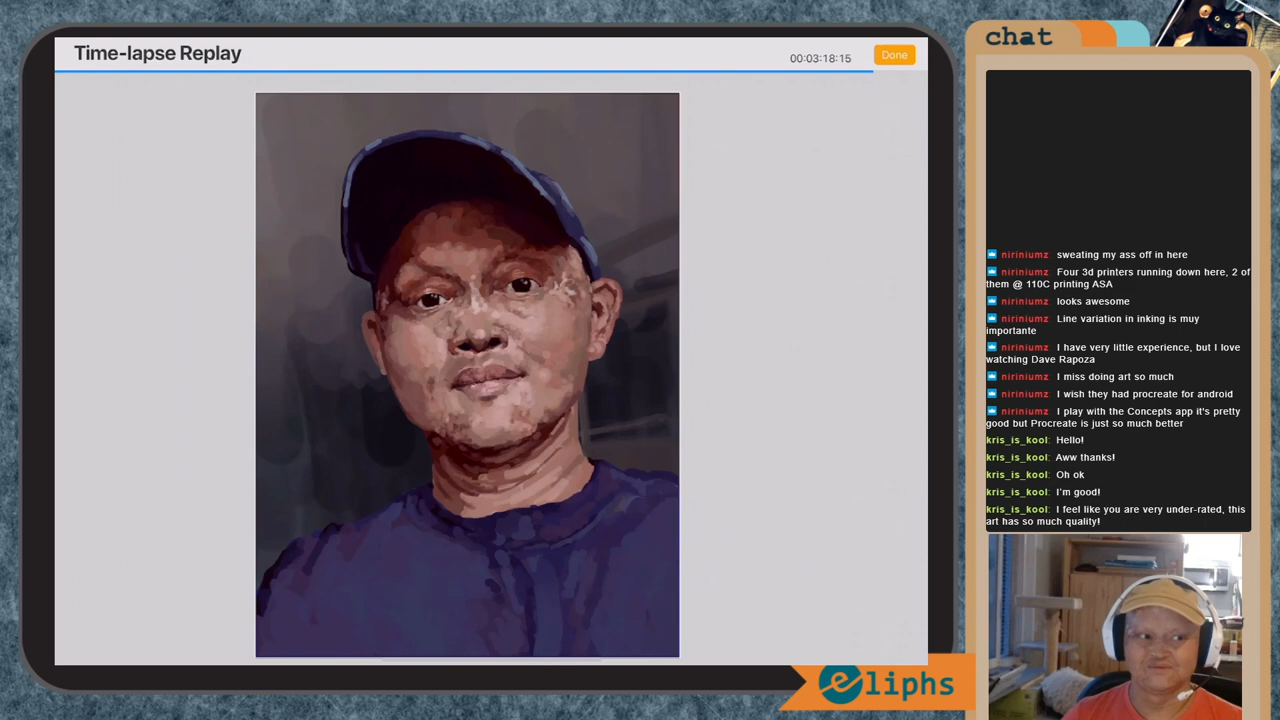 Time-lapse Replay
00:03:18:15
Done
chat
niriniumz sweating my ass off in here
niriniumz Four 3d printers running down here, 2 of
them @ 110C printing ASA
niriniumz looks awesome
niriniumz Line variation in inking is muy
importante
niriniumz I have very little experience, but I love
watching Dave Rapoza
niriniumz I miss doing art so much
niriniumz I wish they had procreate for android
niriniumz I play with the Concepts app it's pretty
good but Procreate is just so much better
kris_is_kool: Hello!
kris_is_kool: Aww thanks!
kris_is_kool: Oh ok
kris_is_kool: I'm good!
kris_is_kool: I feel like you are very under-rated, this
art has so much quality!
eliphs